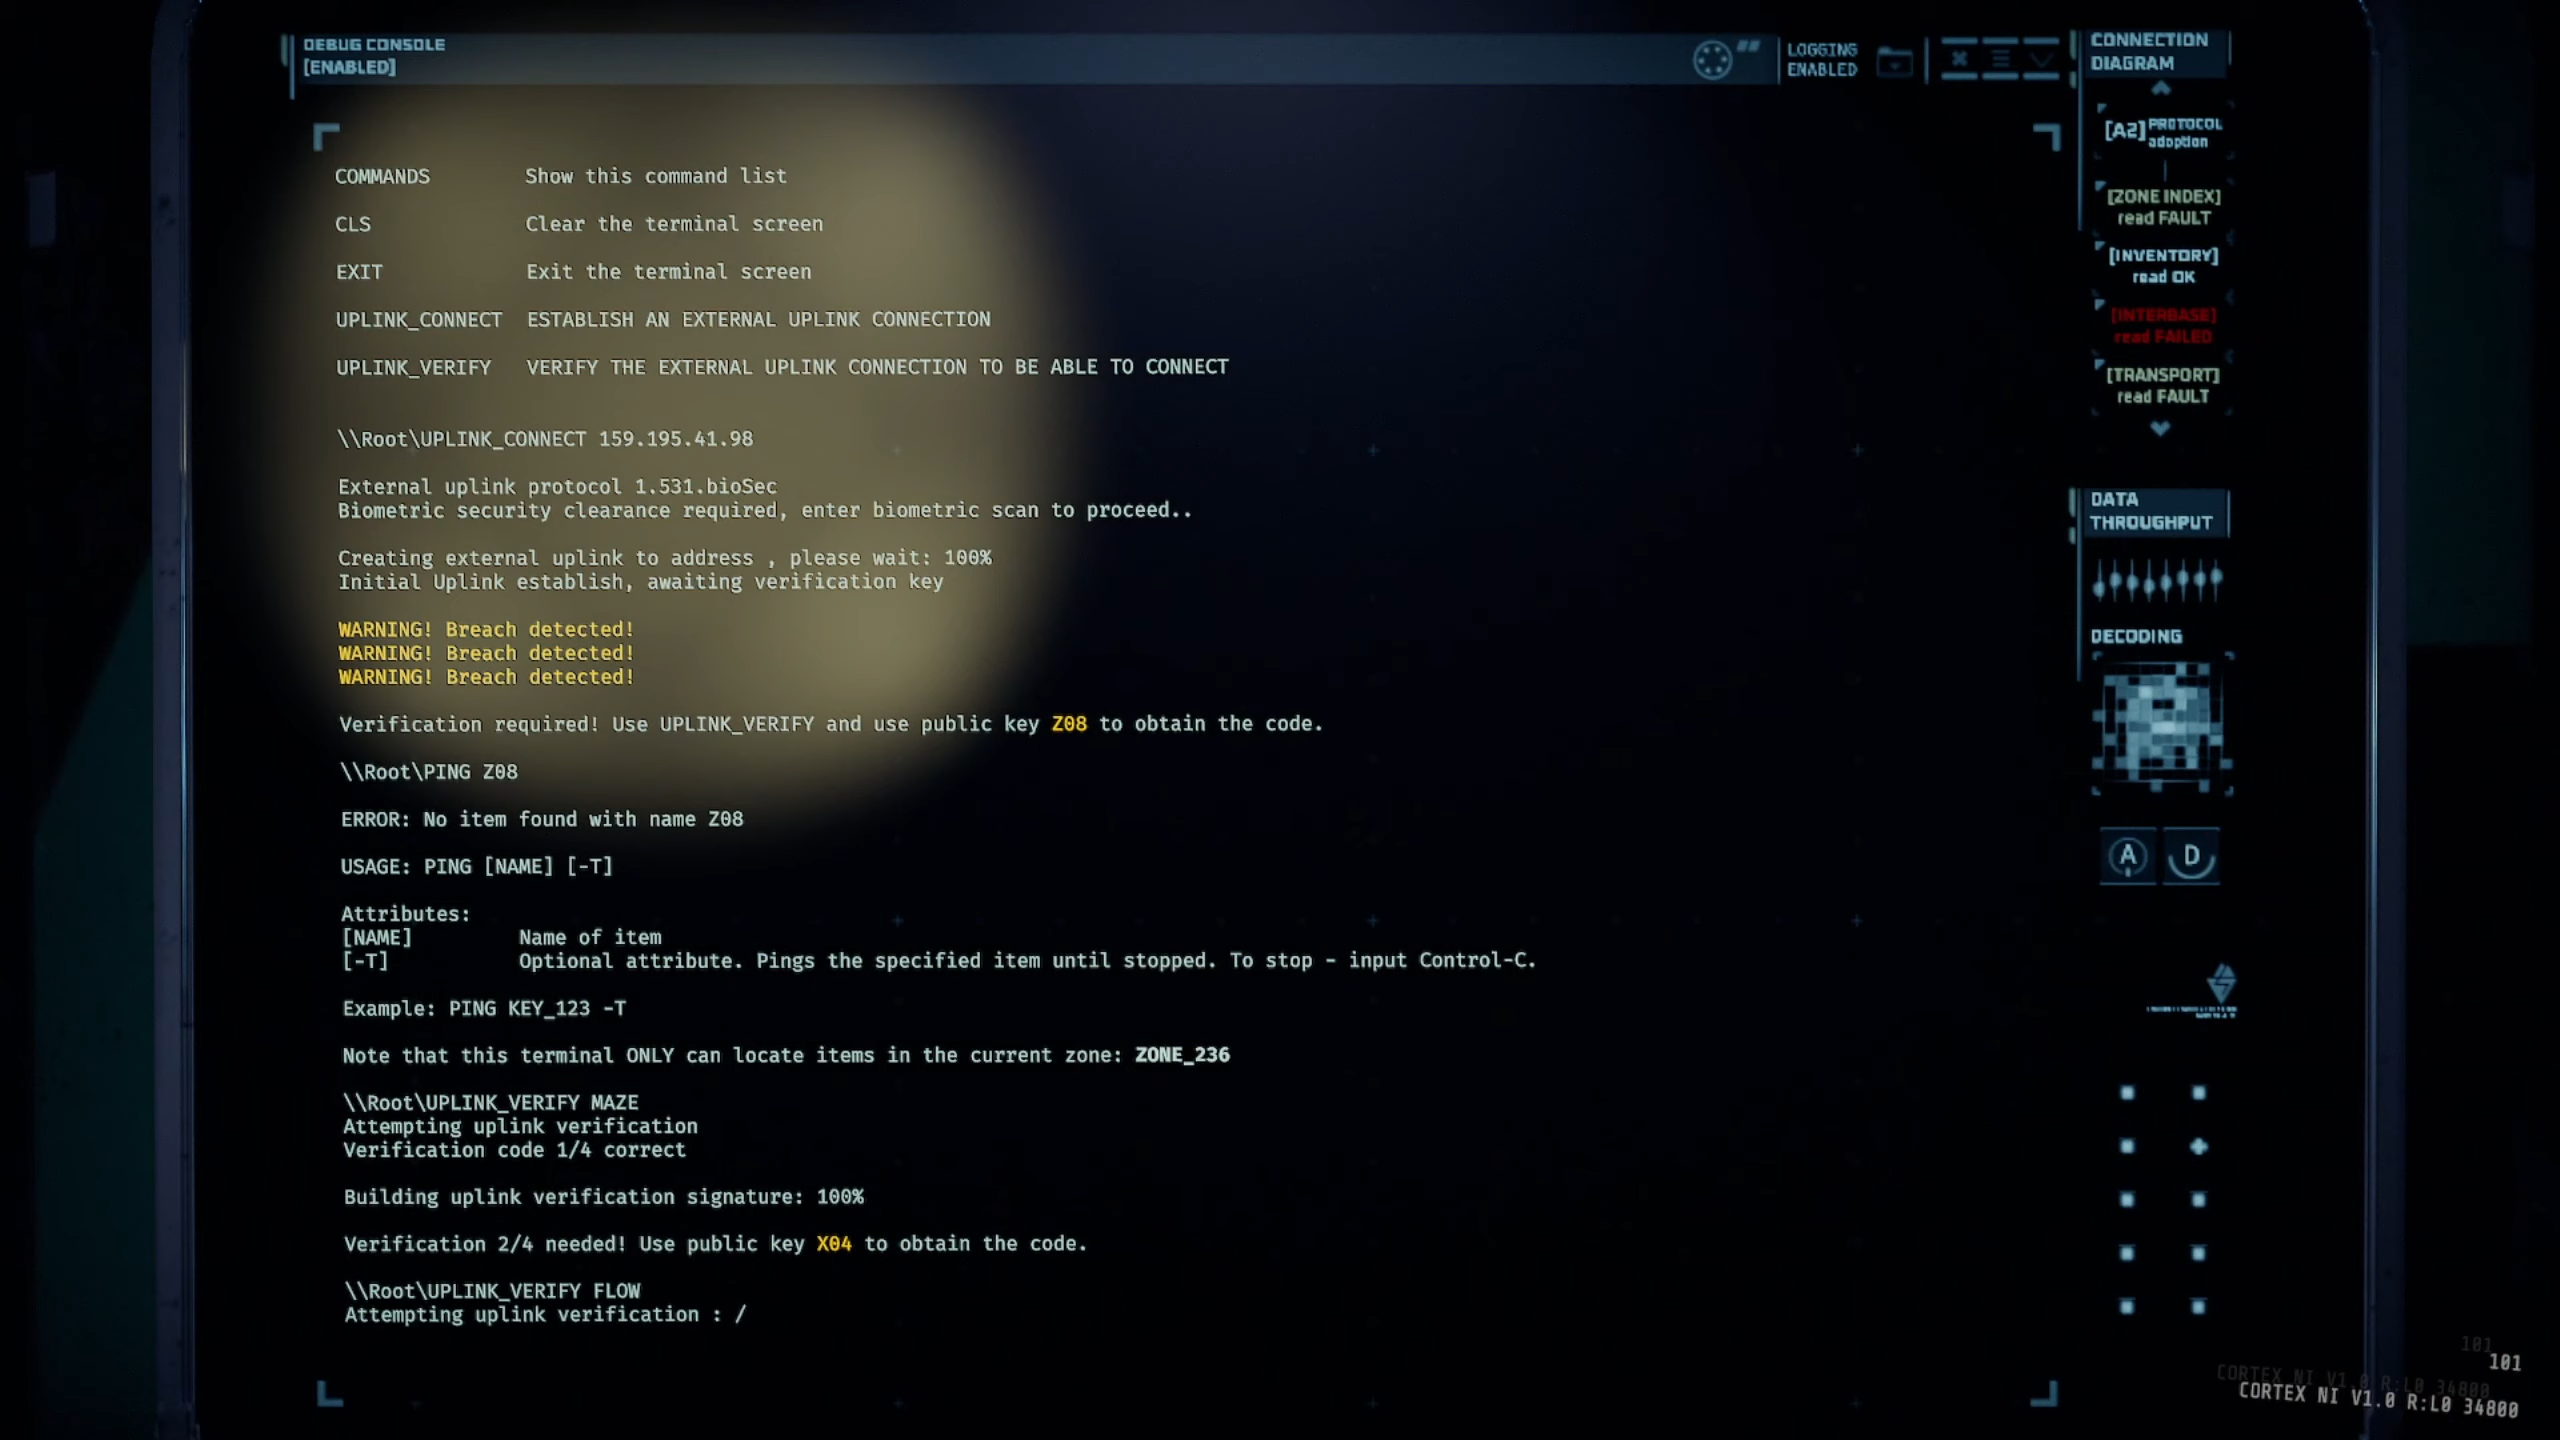 DEBUG CONSOLE
[ENABLED]
LOGGING
ENABLED
COMMANDS Show this command list
CLS Clear the terminal screen
EXIT Exit the terminal screen
UPLINK_CONNECT ESTABLISH AN EXTERNAL UPLINK CONNECTION
UPLINK_VERIFY VERIFY THE EXTERNAL UPLINK CONNECTION TO BE ABLE TO CONNECT
\\Root\UPLINK_CONNECT 159.195.41.98
External uplink protocol 1.531.bioSec
Biometric security clearance required, enter biometric scan to proceed..
Creating external uplink to address , please wait: 100%
Initial Uplink establish, awaiting verification key
WARNING! Breach detected!
WARNING! Breach detected!
WARNING! Breach detected!
Verification required! Use UPLINK_VERIFY and use public key Z08 to obtain the code.
\\Root\PING Z08
ERROR: No item found with name Z08
USAGE: PING [NAME] [-T]
Attributes:
[NAME] Name of item
[-T] Optional attribute. Pings the specified item until stopped. To stop - input Control-C.
Example: PING KEY_123 -T
Note that this terminal ONLY can locate items in the current zone: ZONE_236
\\Root\UPLINK_VERIFY MAZE
Attempting uplink verification
Verification code 1/4 correct
Building uplink verification signature: 100%
Verification 2/4 needed! Use public key X04 to obtain the code.
\\Root\UPLINK_VERIFY FLOW
Attempting uplink verification : /
CONNECTION
DIAGRAM
[A2] PROTOCOL
adoption
[ZONE INDEX]
read FAULT
[INVENTORY]
read OK
[INTERBASE]
read FAILED
[TRANSPORT]
read FAULT
DATA
THROUGHPUT
DECODING
A D
101
CORTEX NI V1.0 R:L0 34800